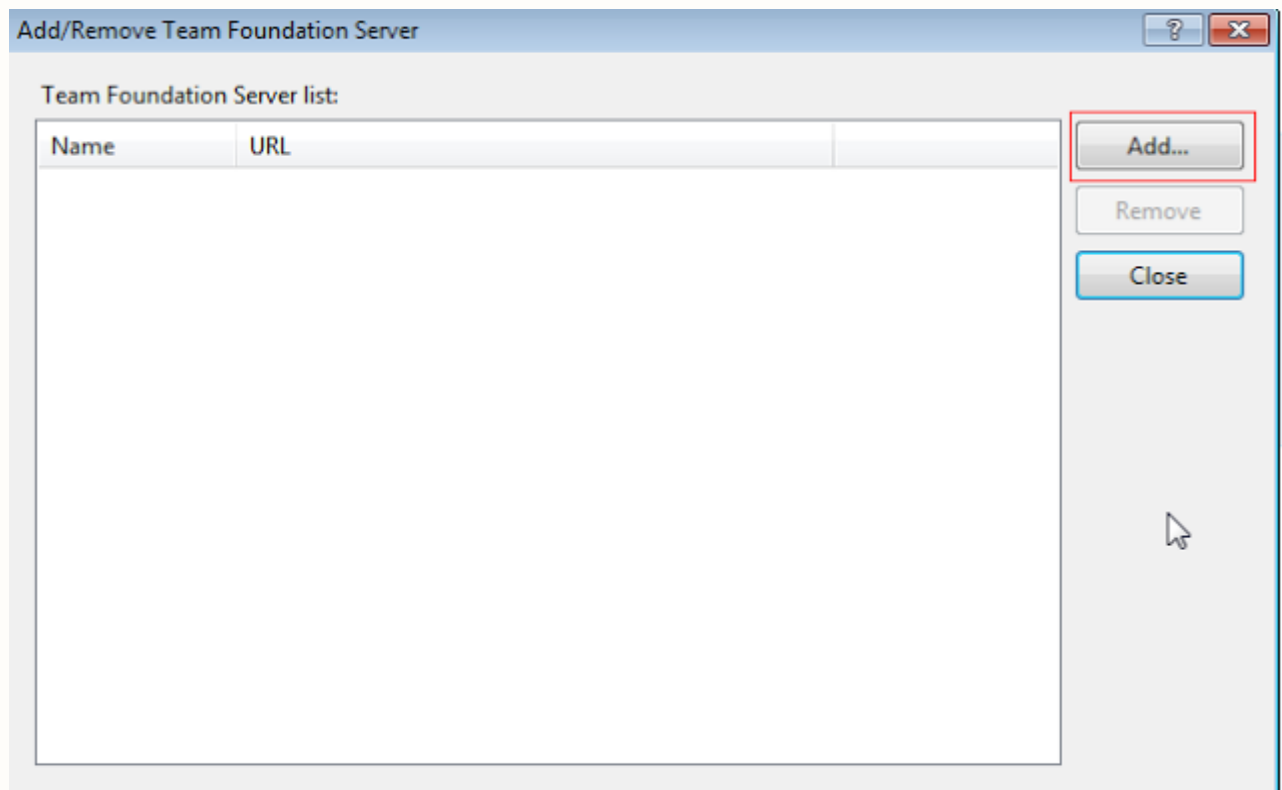 Add/Remove Team Foundation Server
Team Foundation Server list:
Name URL
Add...
Remove
Close